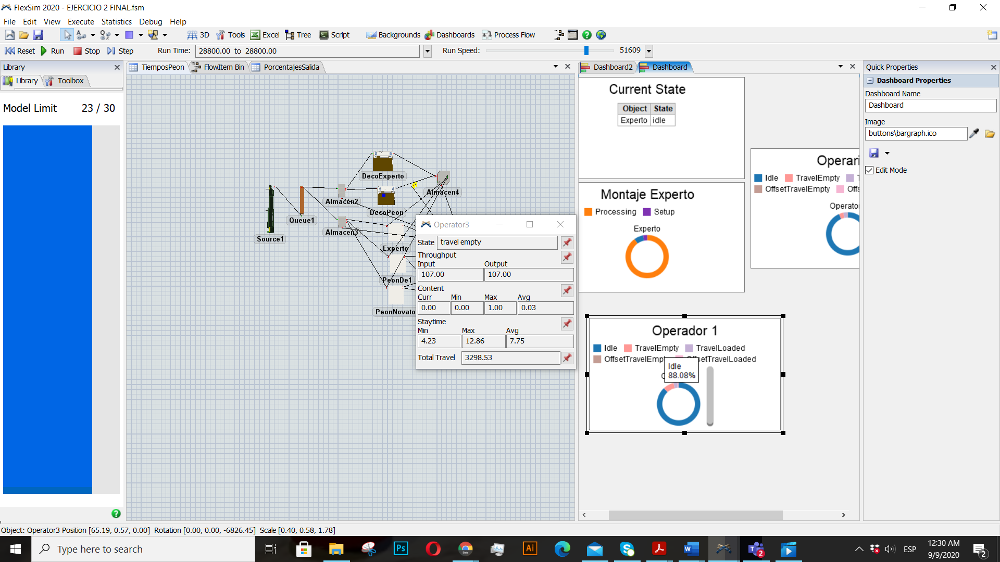 FlexSim 2020 - EJERCICIO 2 FINAL.fsm
File Edit View Execute Statistics Debug Help
3D Tools Excel Tree Script Backgrounds Dashboards Process Flow
Reset Run Stop Step Run Time: 28800.00 to 28800.00 Run Speed: 51609
Library
Library Toolbox
Model Limit 23 / 30
TiemposPeon FlowItem Bin PorcentajesSalida
DecoExperto
Almacen4
Almacen2
DecoPeon
Queue1
Almacen3
Source1
Experto
PeonDe1
PeonNovato
Operator3
State travel empty
Throughput
Input Output
107.00 107.00
Content
Curr Min Max Avg
0.00 0.00 1.00 0.03
Staytime
Min Max Avg
4.23 12.86 7.75
Total Travel 3298.53
Dashboard2 Dashboard
Current State
Object State
Experto idle
Montaje Experto
Processing Setup
Experto
Operari
Idle TravelEmpty T
OffsetTravelEmpty Offs
Operator
Operador 1
Idle TravelEmpty TravelLoaded
OffsetTravelEmpt OffsetTravelLoaded
Idle
88.08%
Quick Properties
Dashboard Properties
Dashboard Name
Dashboard
Image
buttons\bargraph.ico
Edit Mode
Object: Operator3 Position [65.19, 0.57, 0.00] Rotation [0.00, 0.00, -6826.45] Scale [0.40, 0.58, 1.78]
Type here to search
Ps
Ai
W
2
ESP
12:30 AM
9/9/2020
2